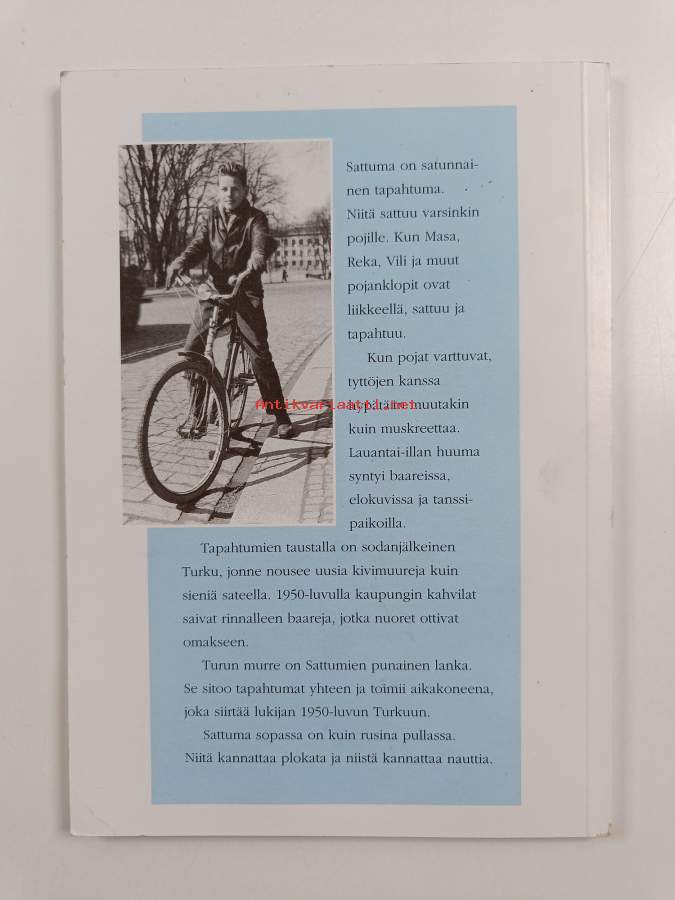 Sattuma on satunnai-
nen tapahtuma.
Niitä sattuu varsinkin
pojille. Kun Masa,
Reka, Vili ja muut
pojanklopit ovat
liikkeellä, sattuu ja
tapahtuu.
Kun pojat varttuvat,
tyttöjen kanssa
hypätään muutakin
Antikvariaatti.net
kuin muskreettaa.
Lauantai-illan huuma
syntyi baareissa,
elokuvissa ja tanssi-
paikoilla.
Tapahtumien taustalla on sodanjälkeinen
Turku, jonne nousee uusia kivimuureja kuin
sieniä sateella. 1950-luvulla kaupungin kahvilat
saivat rinnalleen baareja, jotka nuoret ottivat
omakseen.
Turun murre on Sattumien punainen lanka.
Se sitoo tapahtumat yhteen ja toimii aikakoneena,
joka siirtää lukijan 1950-luvun Turkuun.
Sattuma sopassa on kuin rusina pullassa.
Niitä kannattaa plokata ja niistä kannattaa nauttia.